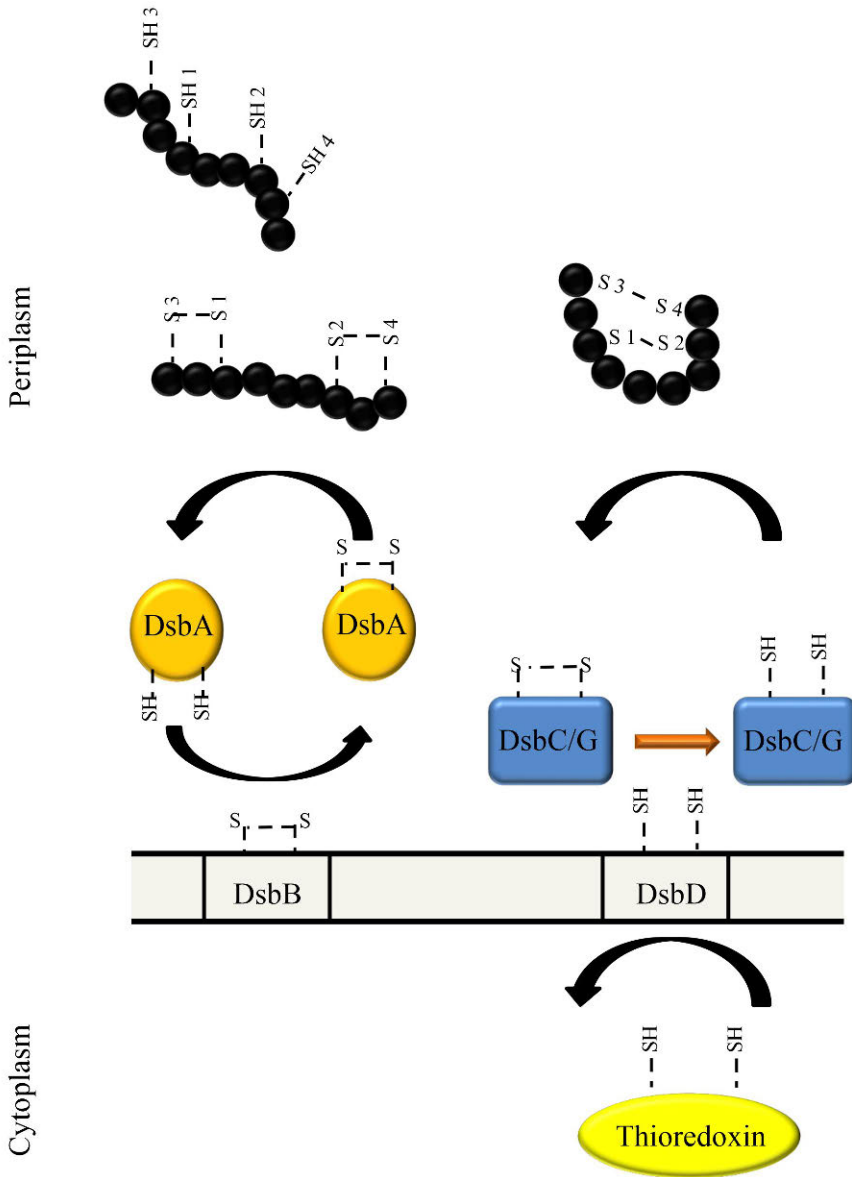 Periplasm
SH 3
SH 1
SH 2
SH 4
S 3
S 1
S2
S 4
S 3
S 4
S 1
S 2
DsbA
SH
SH
S
S
DsbA
S
S
DsbC/G
SH
SH
DsbC/G
S
S
DsbB
SH
SH
DsbD
Cytoplasm
SH
SH
Thioredoxin